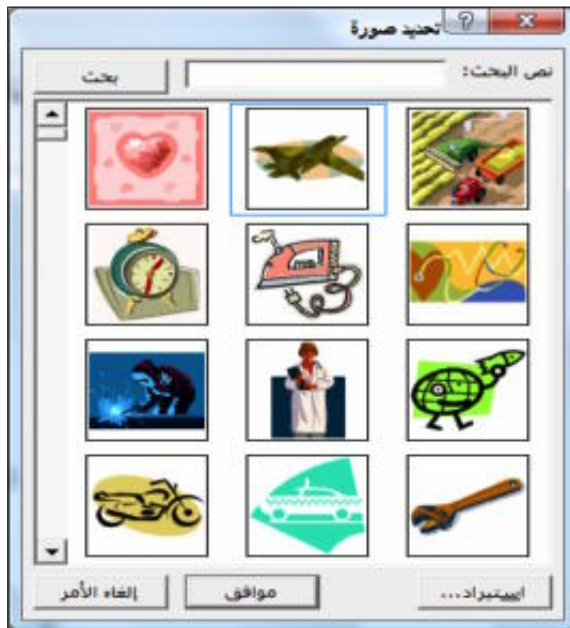 تحديد صورة
نص البحث:
بحث
استيراد...
موافق
إلغاء الأمر